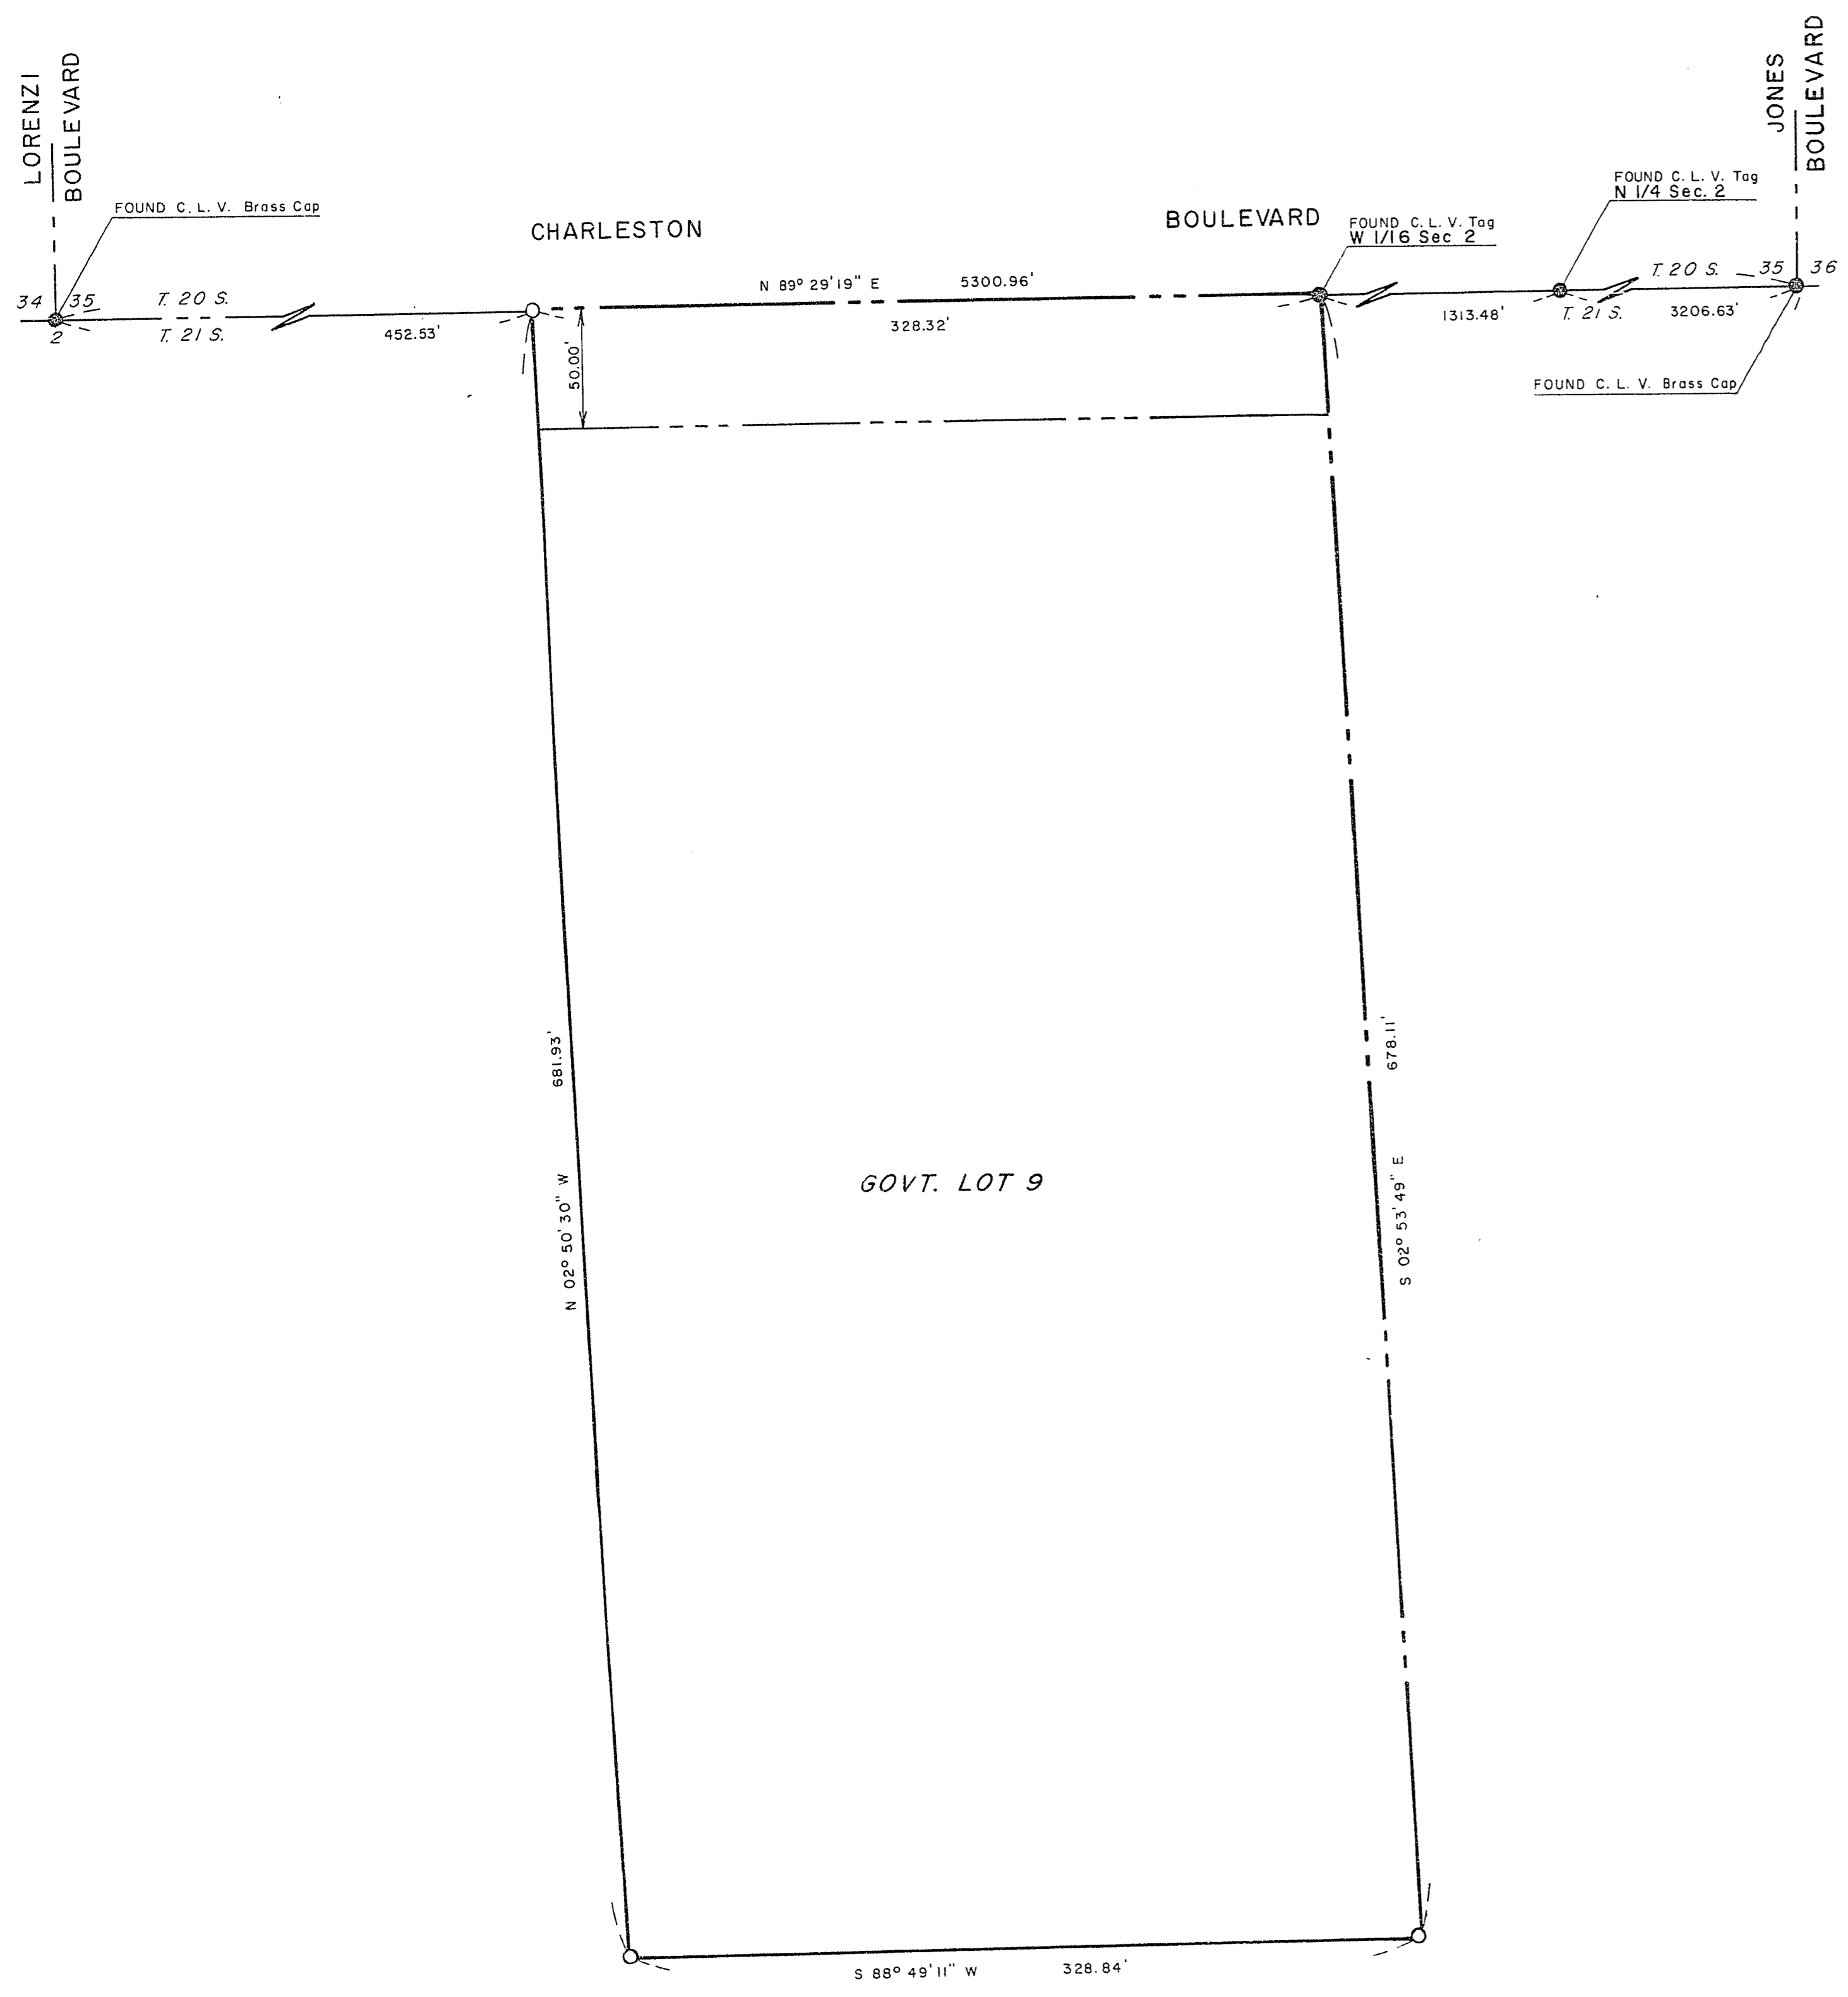 LORENZI
BOULEVARD
JONES
BOULEVARD
FOUND C. L. V. Tag
N 1/4 Sec. 2
FOUND C. L. V. Brass Cap
CHARLESTON
BOULEVARD
FOUND C. L. V. Tag
W 1/16 Sec 2
34 35
T. 20 S.
N 89° 29' 19" E 5300.96'
T. 20 S. 35 36
2
T. 21 S.
452.53'
328.32'
1313.48'
T. 21 S.
3206.63'
50.00'
FOUND C. L. V. Brass Cap
681.93'
678.11'
GOVT. LOT 9
N 02° 50' 30" W
S 02° 53' 49" E
S 88° 49' 11" W 328.84'